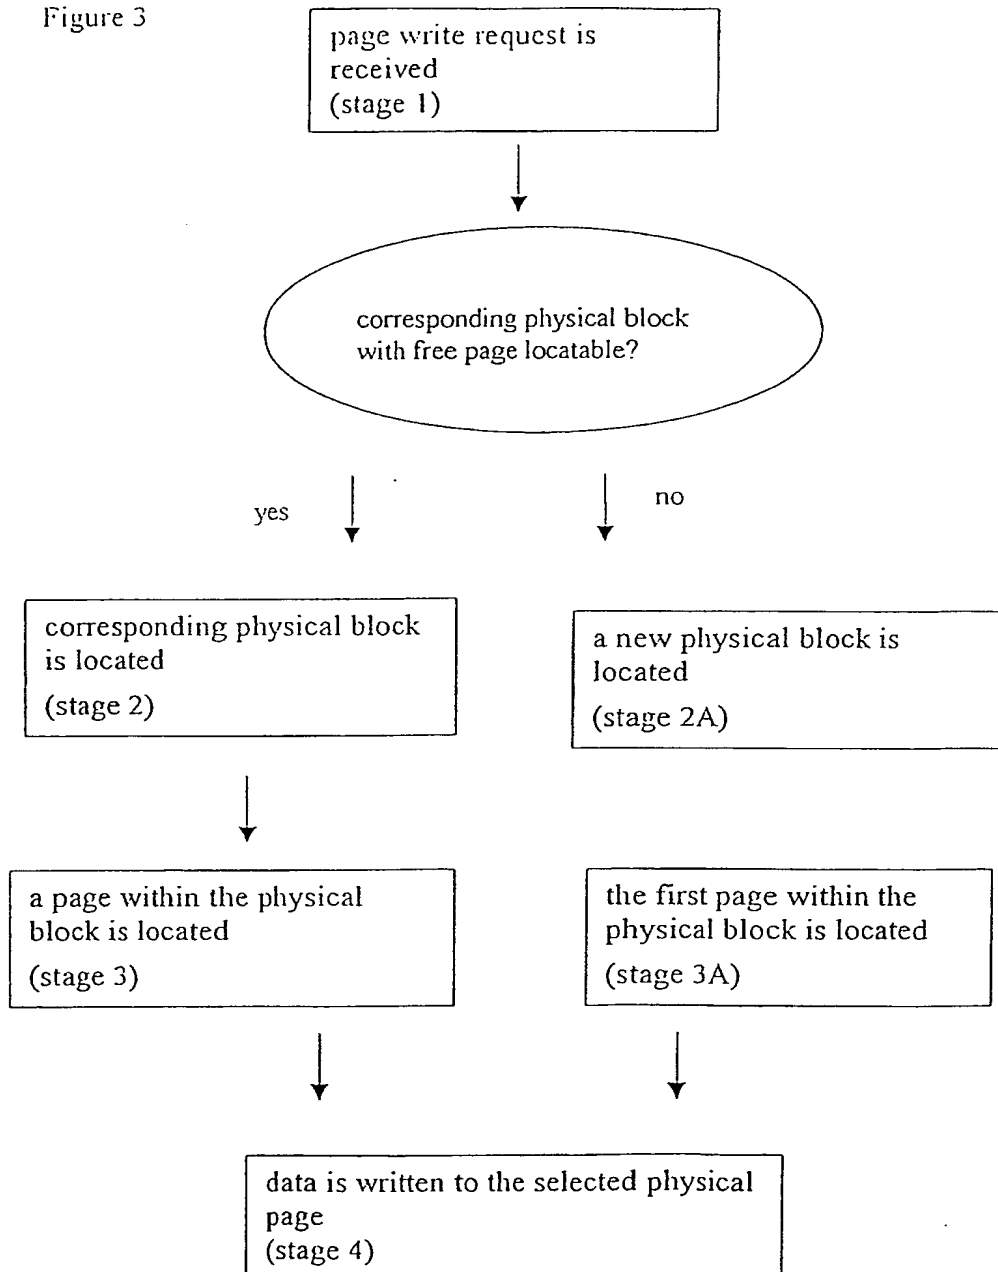 Figure 3
page write request is
received
(stage 1)
corresponding physical block
with free page locatable?
yes
no
corresponding physical block
is located
(stage 2)
a new physical block is
located
(stage 2A)
a page within the physical
block is located
(stage 3)
the first page within the
physical block is located
(stage 3A)
data is written to the selected physical
page
(stage 4)